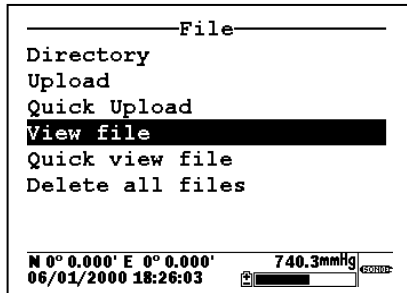 File
Directory
Upload
Quick Upload
View file
Quick view file
Delete all files
N 0° 0.000' E 0° 0.000' 740.3mmHg
06/01/2000 18:26:03